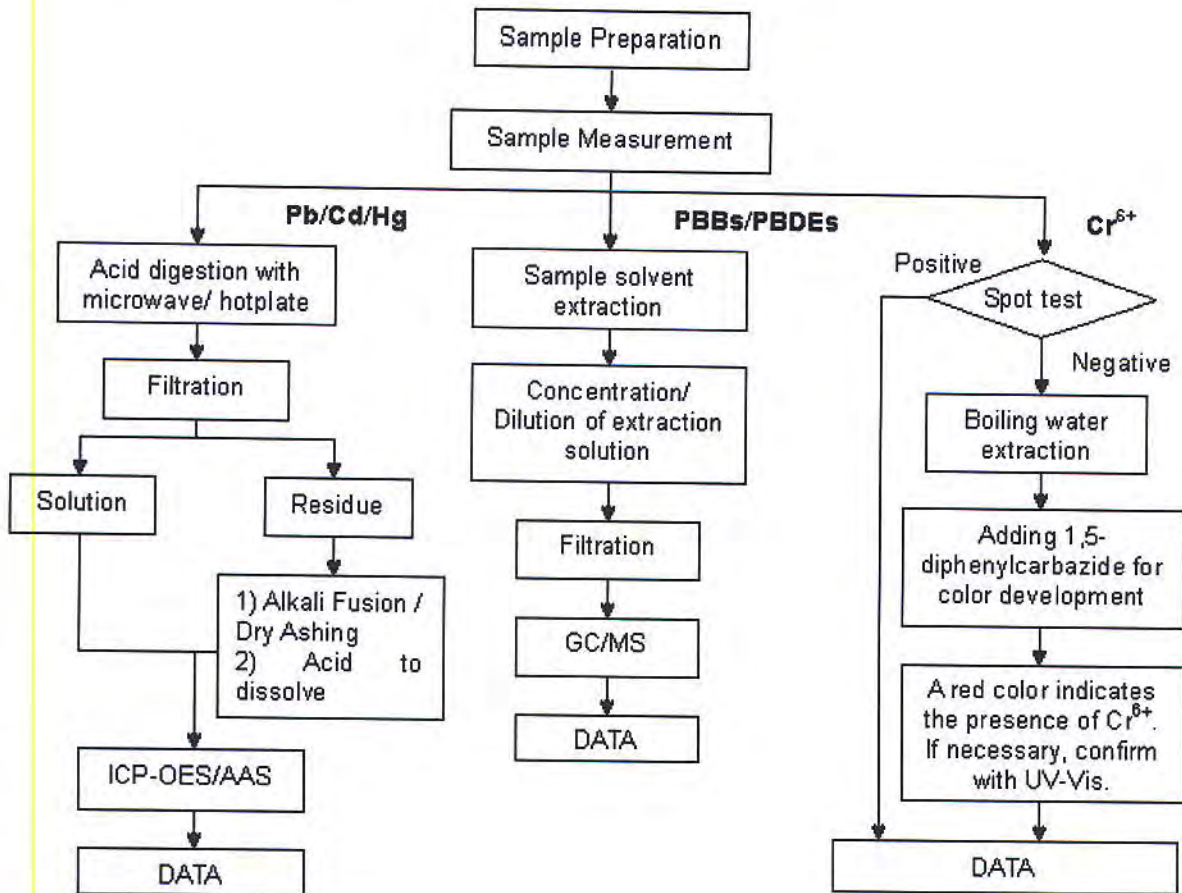 Sample Preparation
Sample Measurement
Pb/Cd/Hg
PBBs/PBDEs
Cr⁶⁺
Acid digestion with
microwave/ hotplate
Filtration
Solution
Residue
1) Alkali Fusion /
Dry Ashing
2) Acid to
dissolve
ICP-OES/AAS
DATA
Sample solvent
extraction
Concentration/
Dilution of extraction
solution
Filtration
GC/MS
DATA
Positive
Spot test
Negative
Boiling water
extraction
Adding 1,5-
diphenylcarbazide for
color development
A red color indicates
the presence of Cr⁶⁺.
If necessary, confirm
with UV-Vis.
DATA